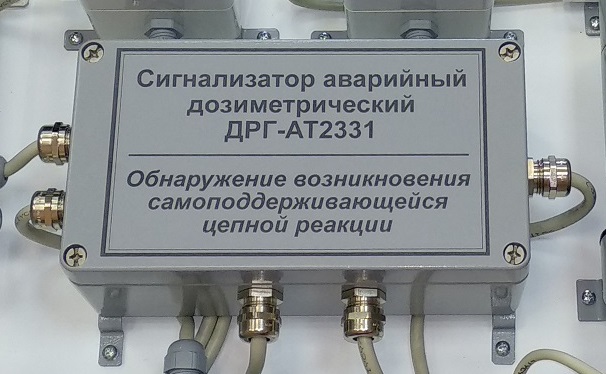 Сигнализатор аварийный
дозиметрический
ДРГ-АТ2331
Обнаружение возникновения
самоподдерживающейся
цепной реакции